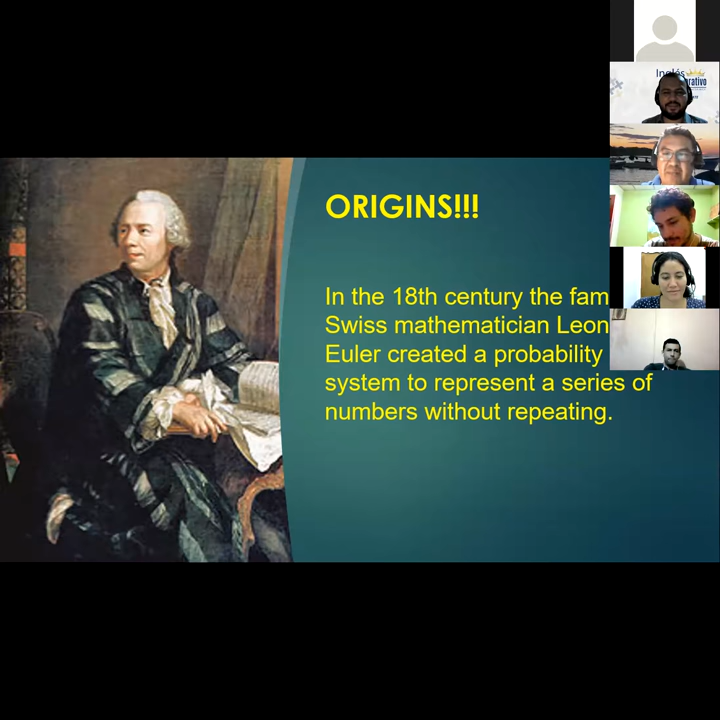 ORIGINS!!!
In the 18th century the fam
Swiss mathematician Leon
Euler created a probability
system to represent a series of
numbers without repeating.
Inglés